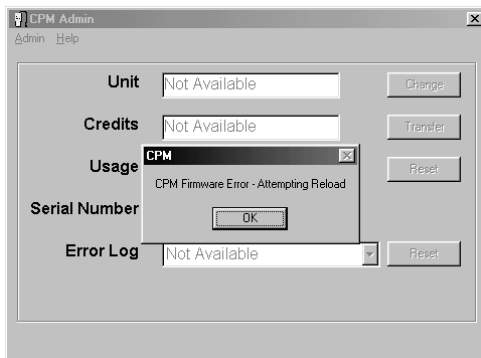 CPM Admin
Admin Help
Unit Not Available Change
Credits Not Available Transfer
CPM
Usage Reset
CPM Firmware Error - Attempting Reload
OK
Serial Number
Error Log Not Available Reset